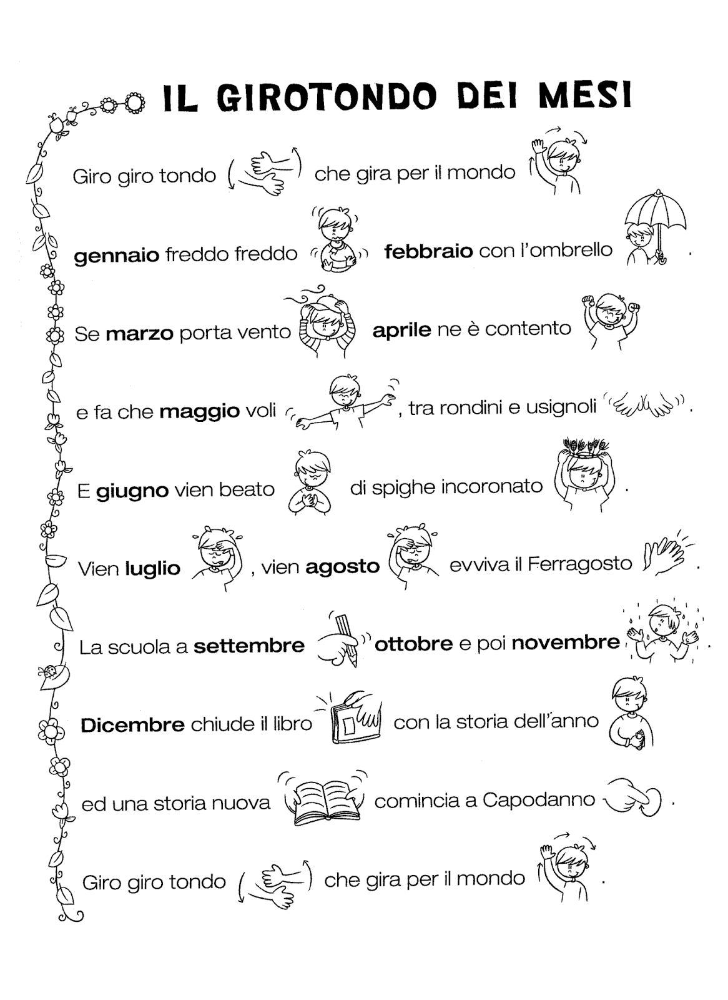 IL GIROTONDO DEI MESI
Giro giro tondo che gira per il mondo
gennaio freddo freddo febbraio con l'ombrello .
Se marzo porta vento aprile ne è contento
e fa che maggio voli , tra rondini e usignoli .
E giugno vien beato di spighe incoronato .
Vien luglio , vien agosto evviva il Ferragosto .
La scuola a settembre ottobre e poi novembre .
Dicembre chiude il libro con la storia dell'anno
ed una storia nuova comincia a Capodanno .
Giro giro tondo che gira per il mondo .